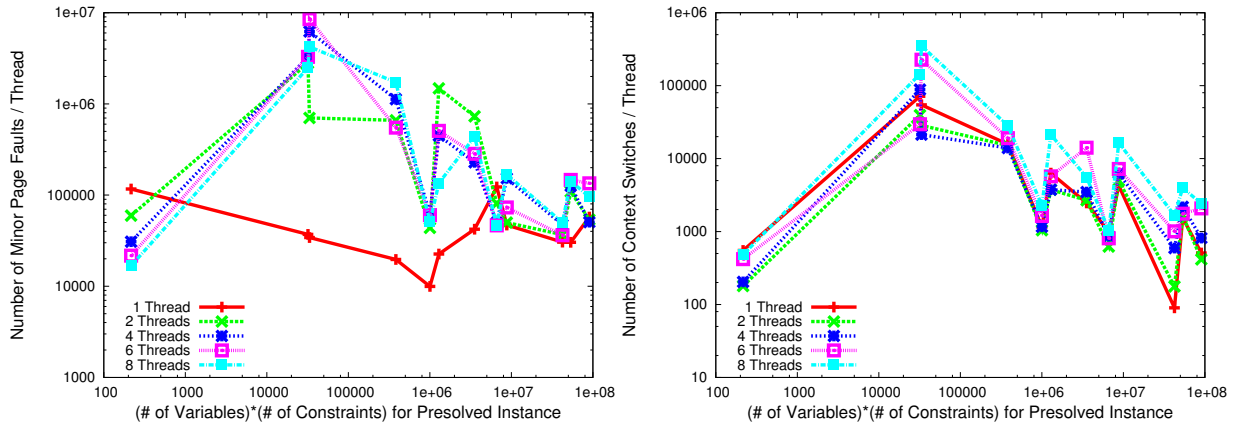 Number of Minor Page Faults / Thread
1e+07
1e+06
100000
10000
1000
1 Thread
2 Threads
4 Threads
6 Threads
8 Threads
100
1000
10000
100000
1e+06
1e+07
1e+08
(# of Variables)*(# of Constraints) for Presolved Instance
Number of Context Switches / Thread
1e+06
100000
10000
1000
100
10
1 Thread
2 Threads
4 Threads
6 Threads
8 Threads
100
1000
10000
100000
1e+06
1e+07
1e+08
(# of Variables)*(# of Constraints) for Presolved Instance